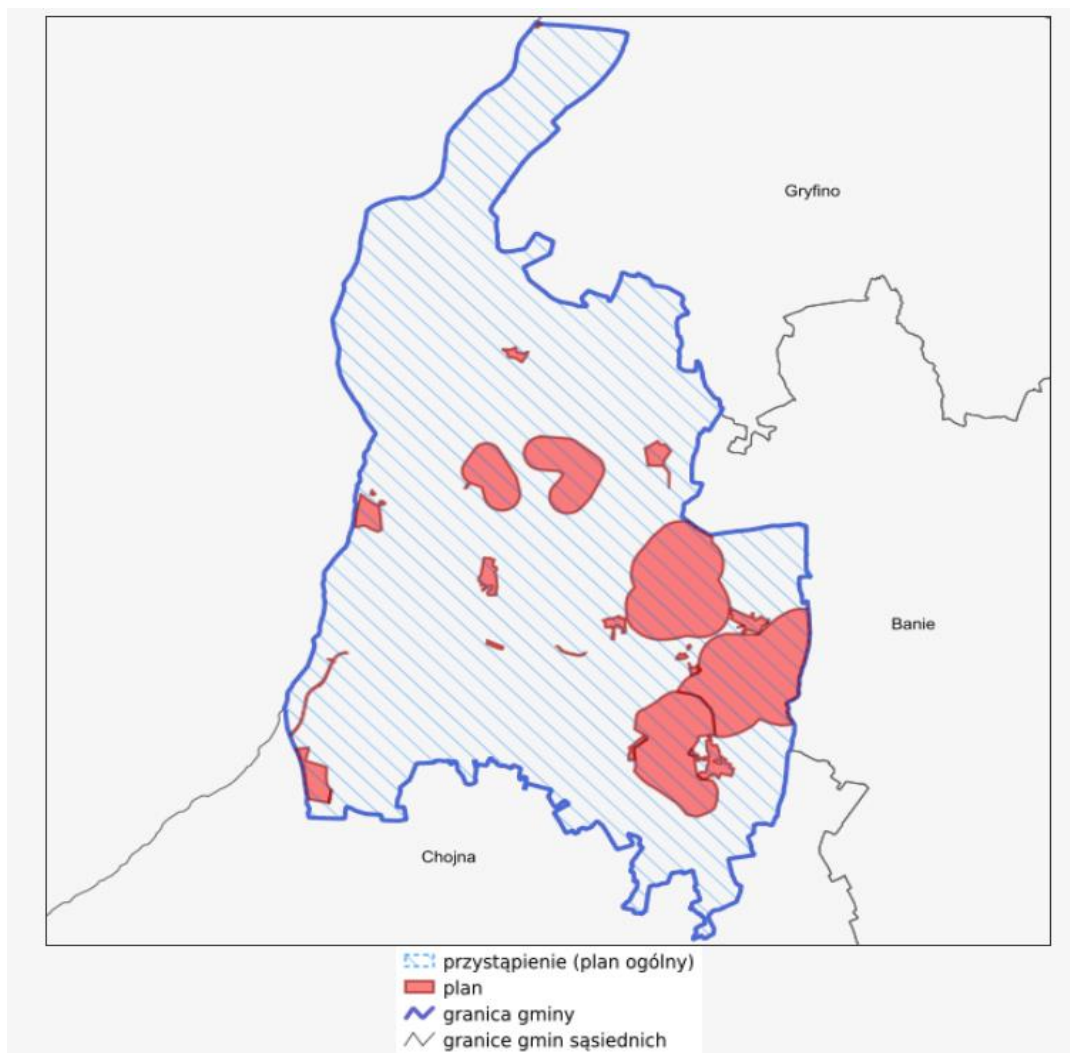 Gryfino
Banie
Chojna
przystąpienie (plan ogólny)
plan
granica gminy
granice gmin sąsiednich